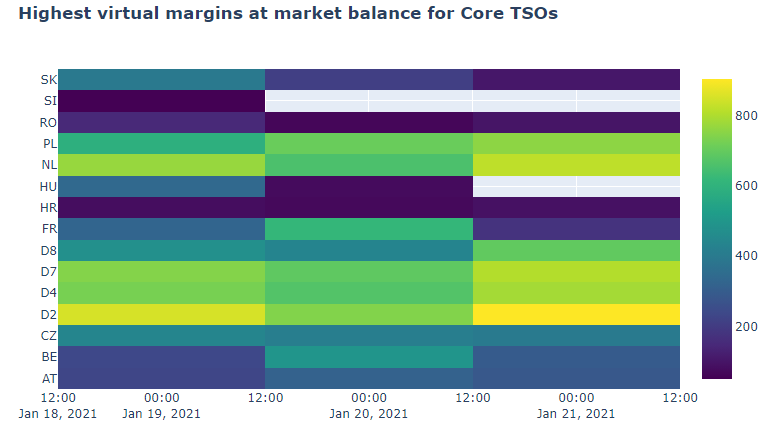 Highest virtual margins at market balance for Core TSOs
SK
SI
RO
PL
NL
HU
HR
FR
D8
D7
D4
D2
CZ
BE
AT
800
600
400
200
12:00 00:00 12:00 00:00 12:00 00:00 12:00
Jan 18, 2021 Jan 19, 2021 Jan 20, 2021 Jan 21, 2021